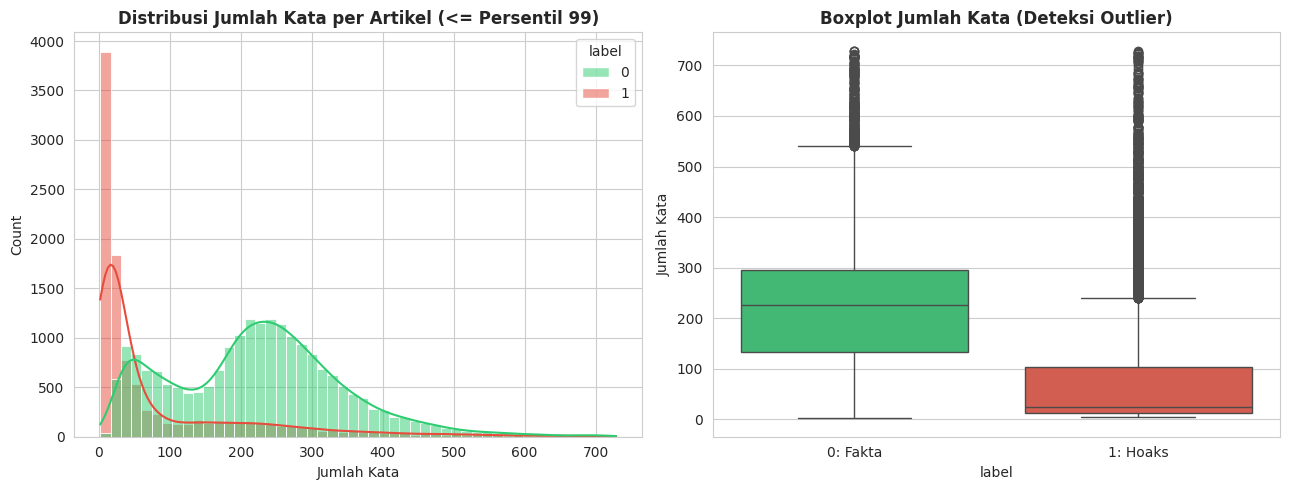 Distribusi Jumlah Kata per Artikel (<= Persentil 99)
label
0
1
4000
3500
3000
2500
2000
1500
1000
500
0
Count
0 100 200 300 400 500 600 700
Jumlah Kata
Boxplot Jumlah Kata (Deteksi Outlier)
700
600
500
400
300
200
100
0
Jumlah Kata
0: Fakta 1: Hoaks
label